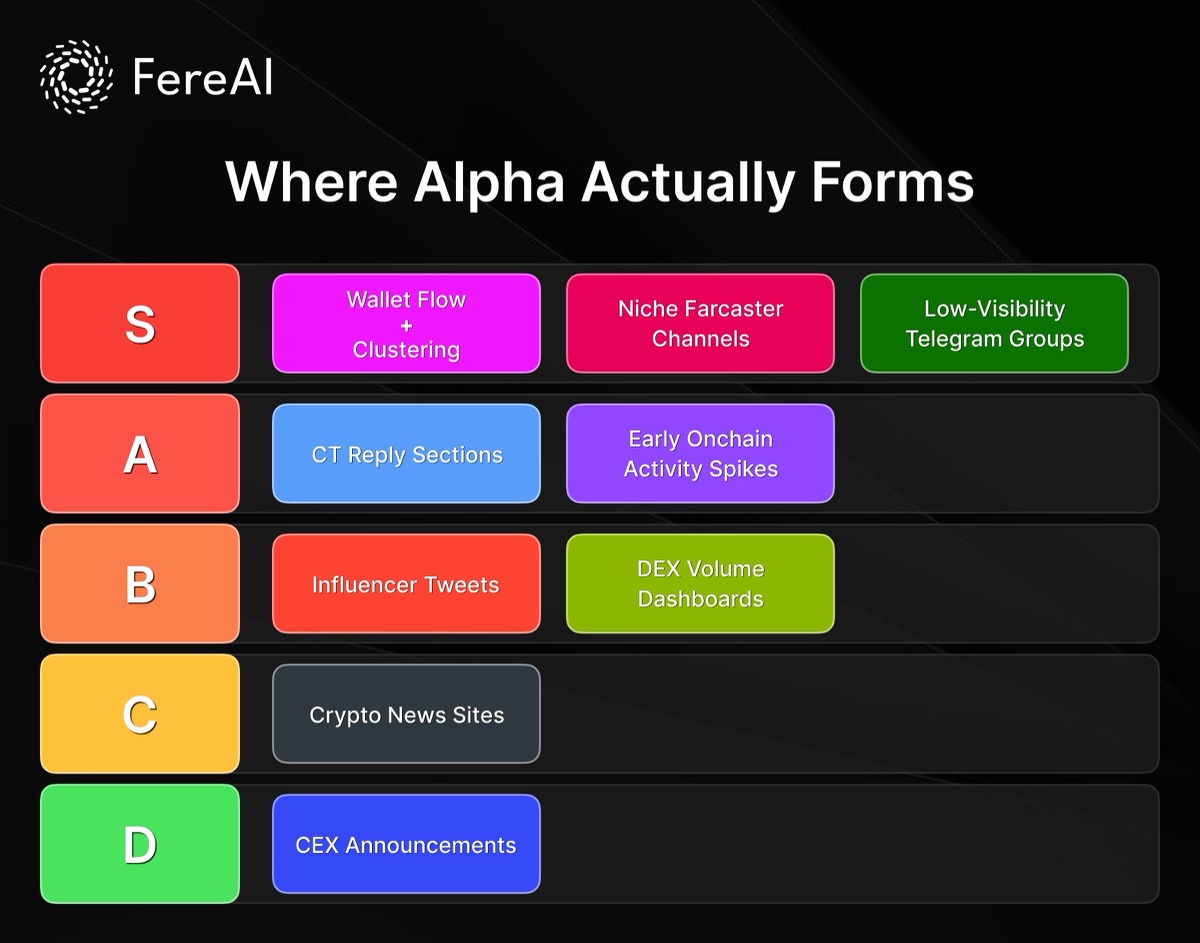 FereAI
Where Alpha Actually Forms
S
Wallet Flow
+
Clustering
Niche Farcaster
Channels
Low-Visibility
Telegram Groups
A
CT Reply Sections
Early Onchain
Activity Spikes
B
Influencer Tweets
DEX Volume
Dashboards
C
Crypto News Sites
D
CEX Announcements